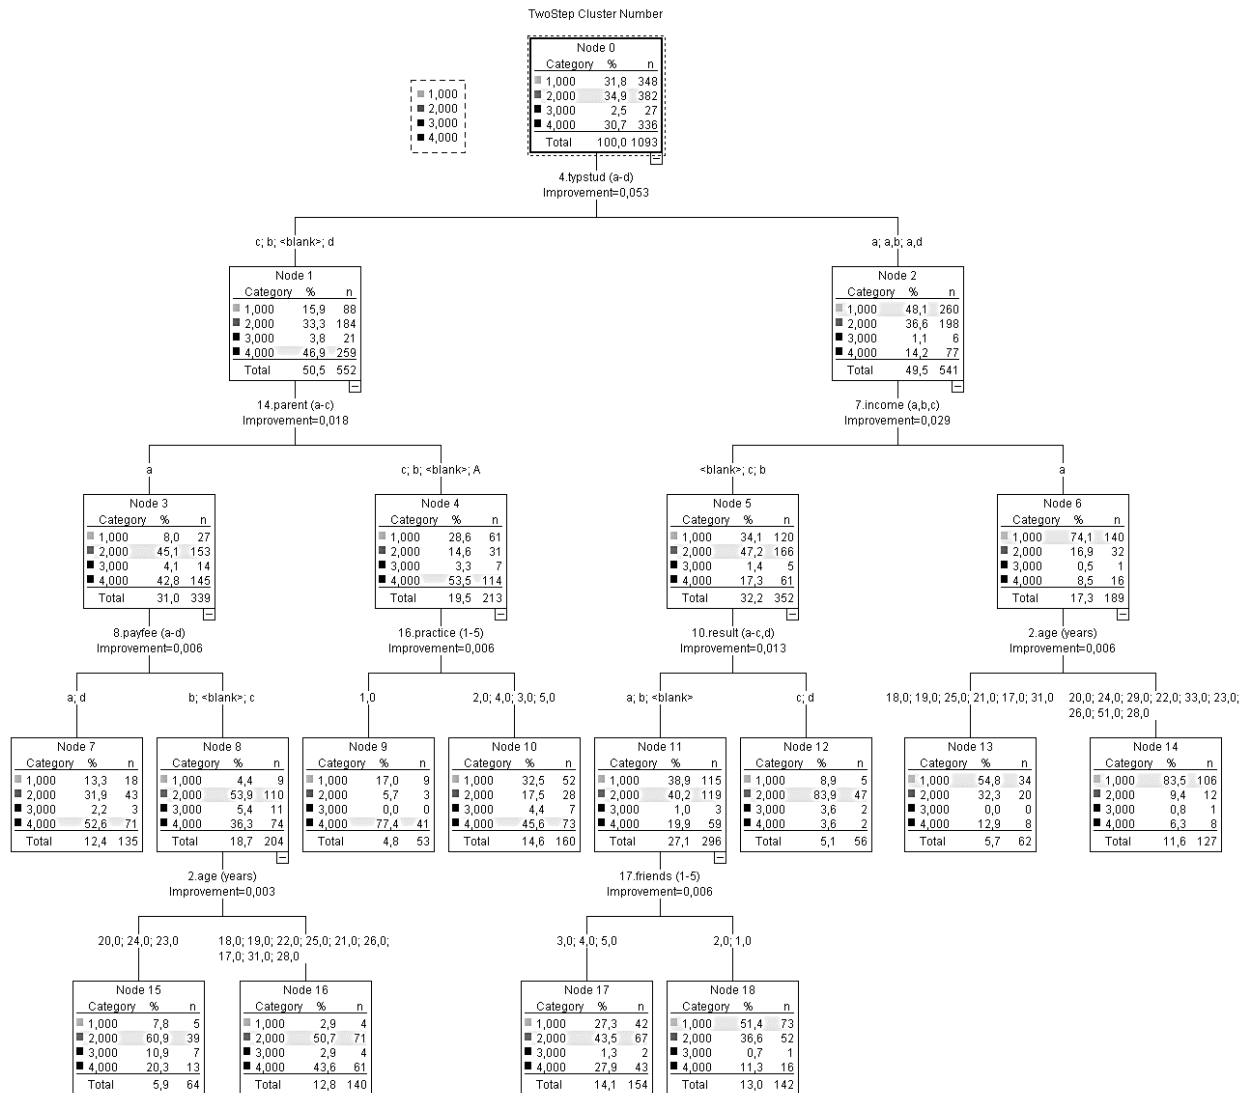 TwoStep Cluster Number
1,000
2,000
3,000
4,000
Node 0
Category % n
1,000 31,8 348
2,000 34,9 382
3,000 2,5 27
4,000 30,7 336
Total 100,0 1093
4.typstud (a-d)
Improvement=0,053
c; b; <blank>; d
a; a,b; a,d
Node 1
Category % n
1,000 15,9 88
2,000 33,3 184
3,000 3,8 21
4,000 46,9 259
Total 50,5 552
14.parent (a-c)
Improvement=0,018
Node 2
Category % n
1,000 48,1 260
2,000 36,6 198
3,000 1,1 6
4,000 14,2 77
Total 49,5 541
7.income (a,b,c)
Improvement=0,029
a
c; b; <blank>; A
<blank>; c; b
a
Node 3
Category % n
1,000 8,0 27
2,000 45,1 153
3,000 4,1 14
4,000 42,8 145
Total 31,0 339
8.payfee (a-d)
Improvement=0,006
Node 4
Category % n
1,000 28,6 61
2,000 14,6 31
3,000 3,3 7
4,000 53,5 114
Total 19,5 213
16.practice (1-5)
Improvement=0,006
Node 5
Category % n
1,000 34,1 120
2,000 47,2 166
3,000 1,4 5
4,000 17,3 61
Total 32,2 352
10.result (a-c,d)
Improvement=0,013
Node 6
Category % n
1,000 74,1 140
2,000 16,9 32
3,000 0,5 1
4,000 8,5 16
Total 17,3 189
2.age (years)
Improvement=0,006
a; d
b; <blank>; c
1,0
2,0; 4,0; 3,0; 5,0
a; b; <blank>
c; d
18,0; 19,0; 25,0; 21,0; 17,0; 31,0
20,0; 24,0; 29,0; 22,0; 33,0; 23,0;
26,0; 51,0; 28,0
Node 7
Category % n
1,000 13,3 18
2,000 31,9 43
3,000 2,2 3
4,000 52,6 71
Total 12,4 135
Node 8
Category % n
1,000 4,4 9
2,000 53,9 110
3,000 5,4 11
4,000 36,3 74
Total 18,7 204
2.age (years)
Improvement=0,003
Node 9
Category % n
1,000 17,0 9
2,000 5,7 3
3,000 0,0 0
4,000 77,4 41
Total 4,8 53
Node 10
Category % n
1,000 32,5 52
2,000 17,5 28
3,000 4,4 7
4,000 45,6 73
Total 14,6 160
Node 11
Category % n
1,000 38,9 115
2,000 40,2 119
3,000 1,0 3
4,000 19,9 59
Total 27,1 296
17.friends (1-5)
Improvement=0,006
Node 12
Category % n
1,000 8,9 5
2,000 83,9 47
3,000 3,6 2
4,000 3,6 2
Total 5,1 56
Node 13
Category % n
1,000 54,8 34
2,000 32,3 20
3,000 0,0 0
4,000 12,9 8
Total 5,7 62
Node 14
Category % n
1,000 83,5 106
2,000 9,4 12
3,000 0,8 1
4,000 6,3 8
Total 11,6 127
20,0; 24,0; 23,0
18,0; 19,0; 22,0; 25,0; 21,0; 26,0;
17,0; 31,0; 28,0
3,0; 4,0; 5,0
2,0; 1,0
Node 15
Category % n
1,000 7,8 5
2,000 60,9 39
3,000 10,9 7
4,000 20,3 13
Total 5,9 64
Node 16
Category % n
1,000 2,9 4
2,000 50,7 71
3,000 2,9 4
4,000 43,6 61
Total 12,8 140
Node 17
Category % n
1,000 27,3 42
2,000 43,5 67
3,000 1,3 2
4,000 27,9 43
Total 14,1 154
Node 18
Category % n
1,000 51,4 73
2,000 36,6 52
3,000 0,7 1
4,000 11,3 16
Total 13,0 142